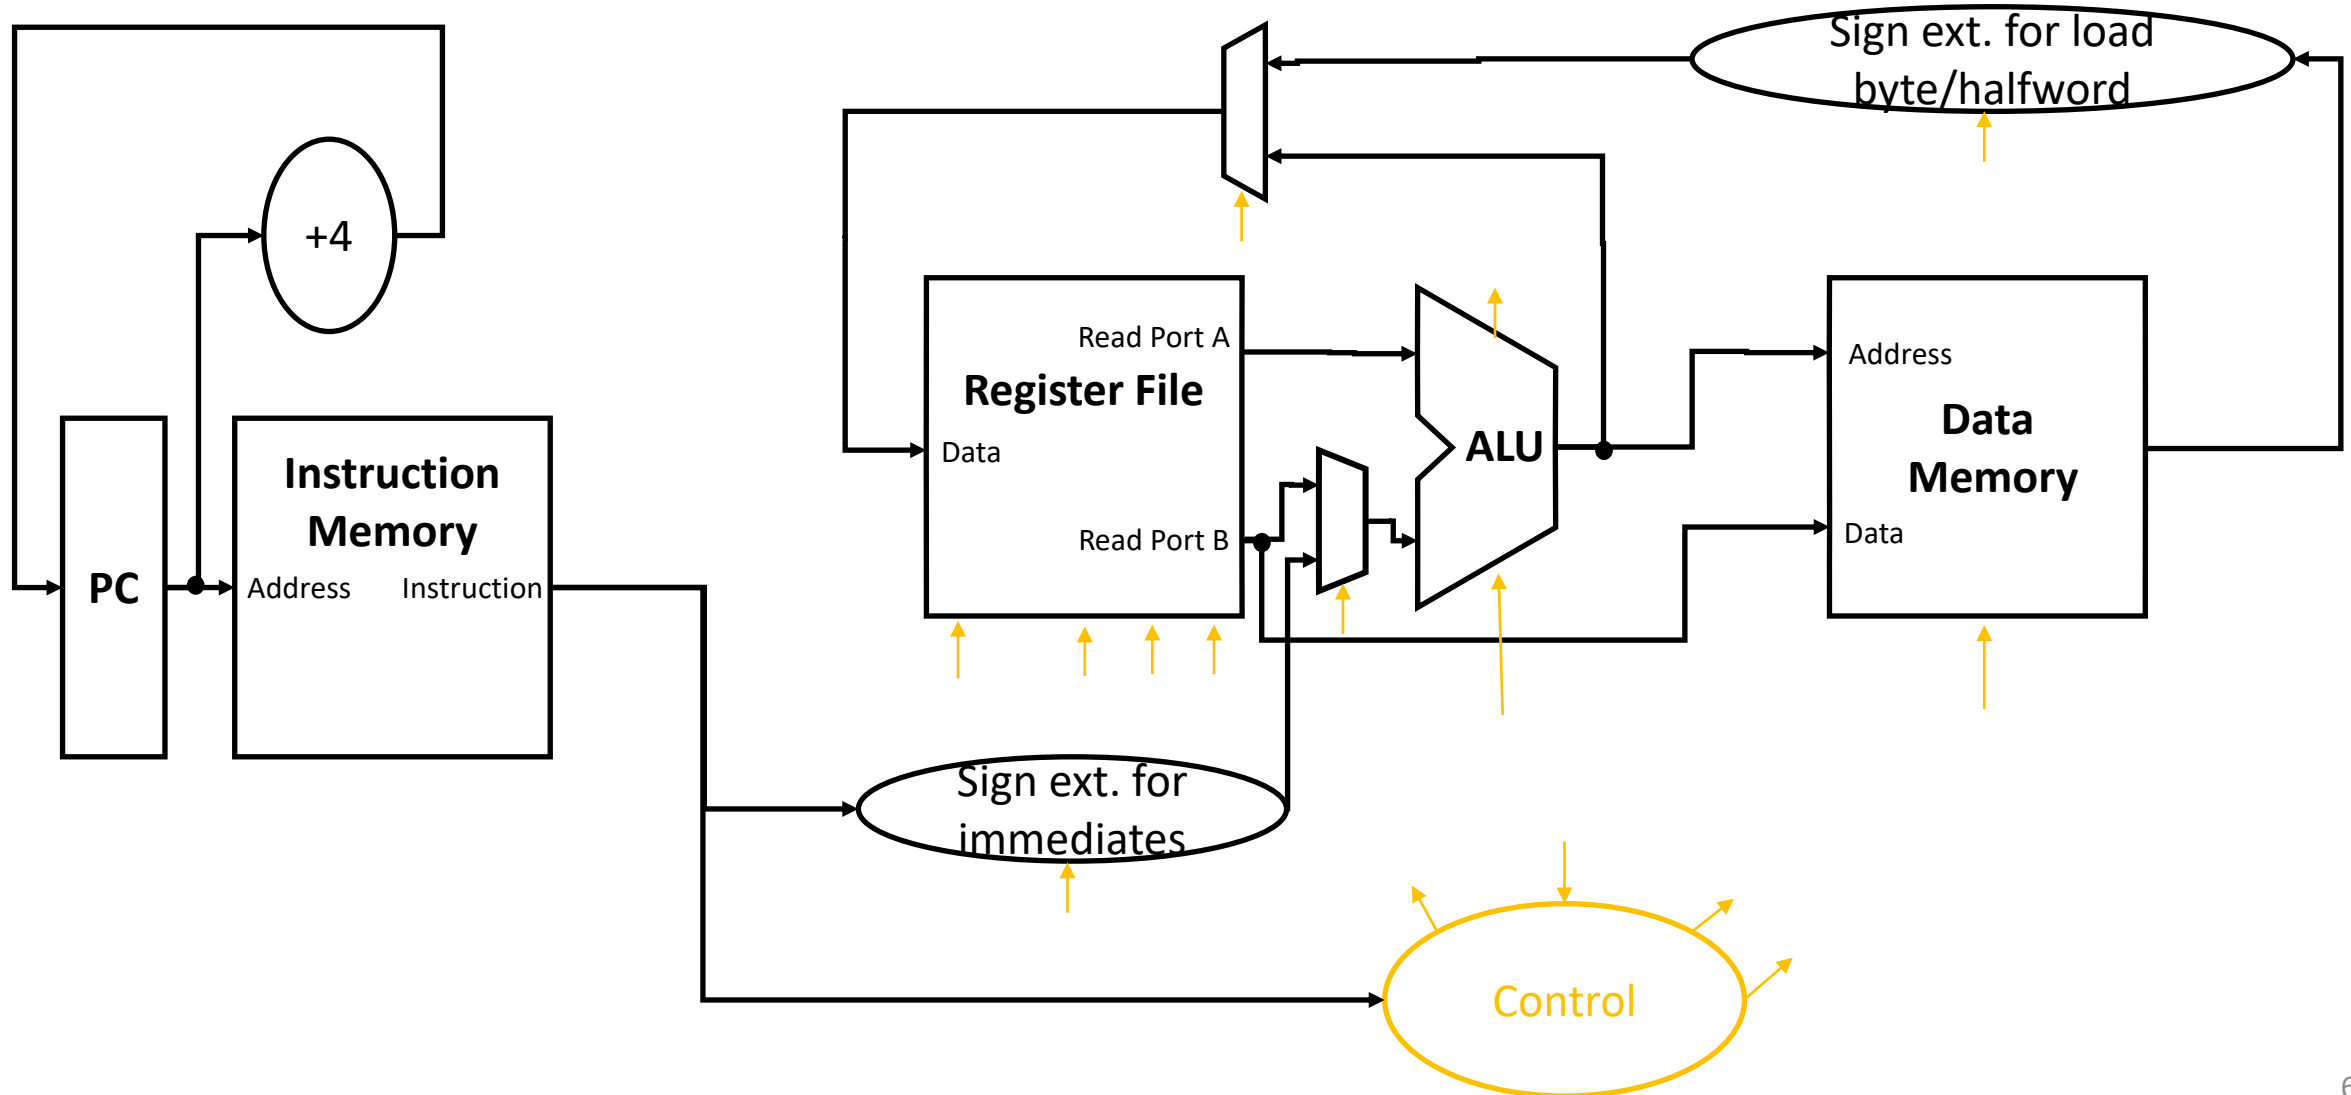 Sign ext. for load
byte/halfword
+4
Read Port A
Register File
Data
Read Port B
ALU
Address
Data
Memory
Data
Instruction
Memory
PC
Address
Instruction
Sign ext. for
immediates
Control
6